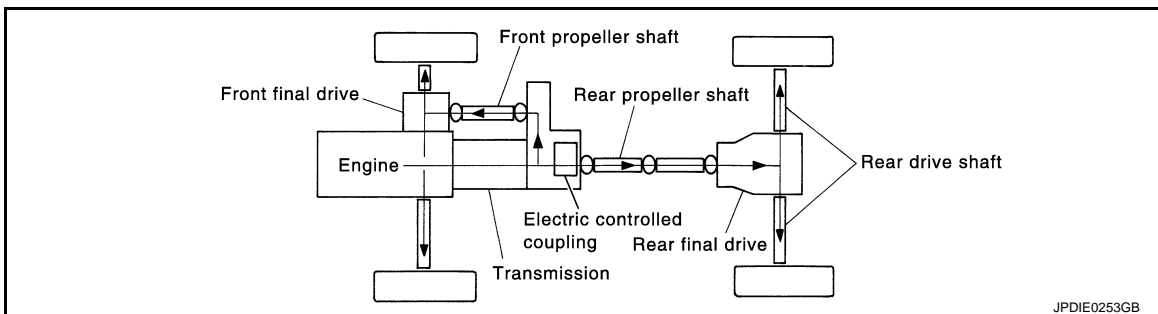 Front propeller shaft
Front final drive
Rear propeller shaft
Engine
Rear drive shaft
Electric controlled
coupling
Rear final drive
Transmission
JPDIE0253GB